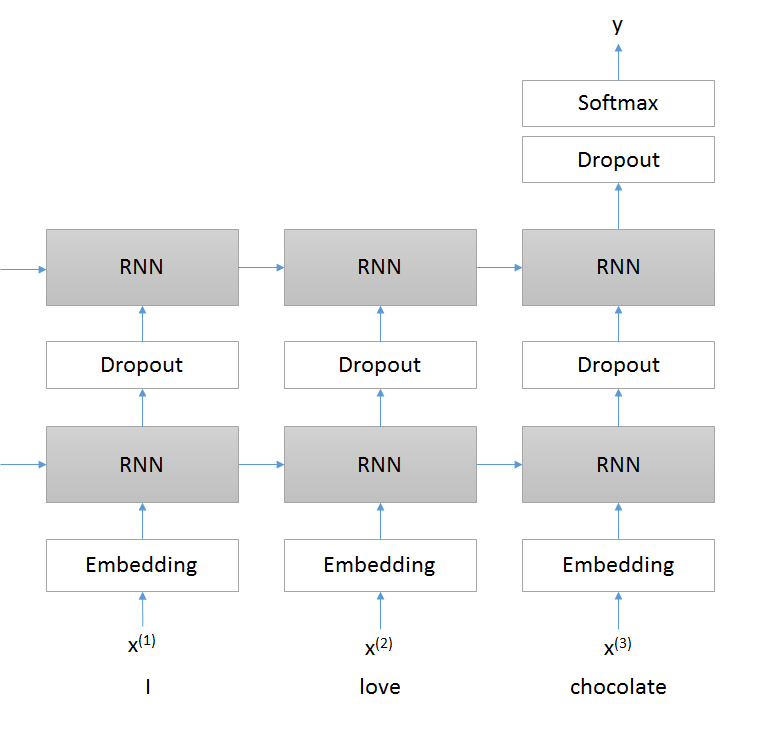 y
Softmax
Dropout
RNN RNN RNN
Dropout Dropout Dropout
RNN RNN RNN
Embedding Embedding Embedding
x⁽¹⁾ x⁽²⁾ x⁽³⁾
I love chocolate